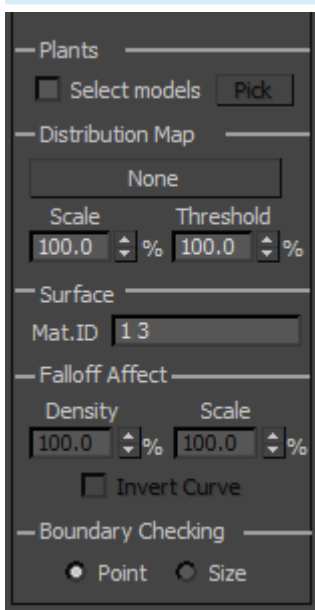 Plants
Select models Pick
Distribution Map
None
Scale Threshold
100.0 % 100.0 %
Surface
Mat.ID 1 3
Falloff Affect
Density Scale
100.0 % 100.0 %
Invert Curve
Boundary Checking
Point Size